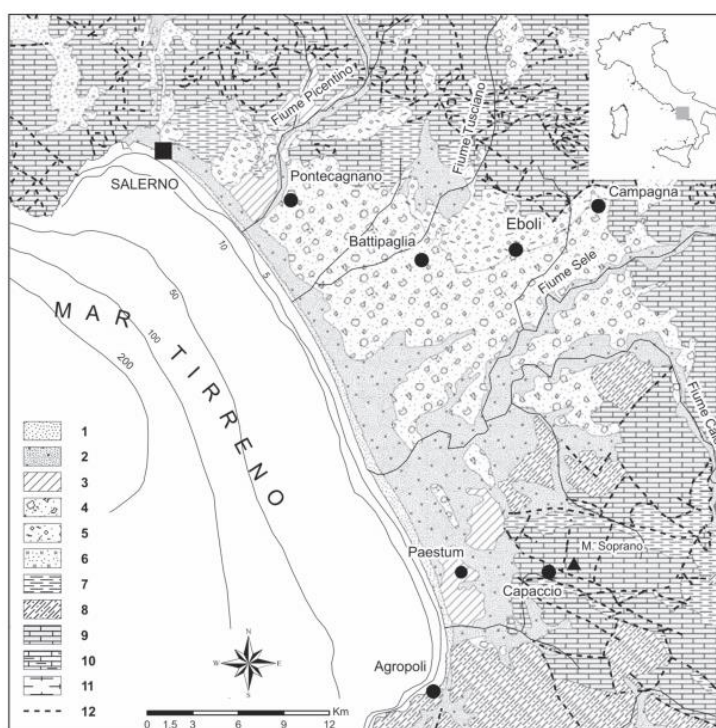 Fiume Picentino
Fiume Tusciano
SALERNO
Pontecagnano
Campagna
Battipaglia
Eboli
Fiume Sele
10
5
50
100
200
MAR TIRRENO
1
2
3
4
5
6
7
8
9
10
11
12
Paestum
M. Soprano
Capaccio
Agropoli
N
W E
S
0 1.5 3 6 9 12 Km